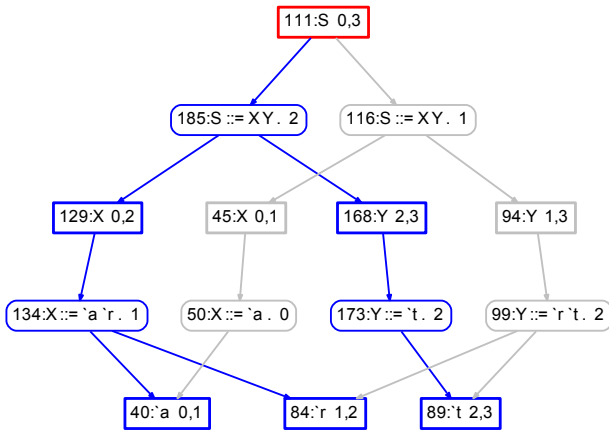 111:S 0,3
185:S ::= X Y . 2
116:S ::= X Y . 1
129:X 0,2
45:X 0,1
168:Y 2,3
94:Y 1,3
134:X ::= `a `r . 1
50:X ::= `a . 0
173:Y ::= `t . 2
99:Y ::= `r `t . 2
40:`a 0,1
84:`r 1,2
89:`t 2,3